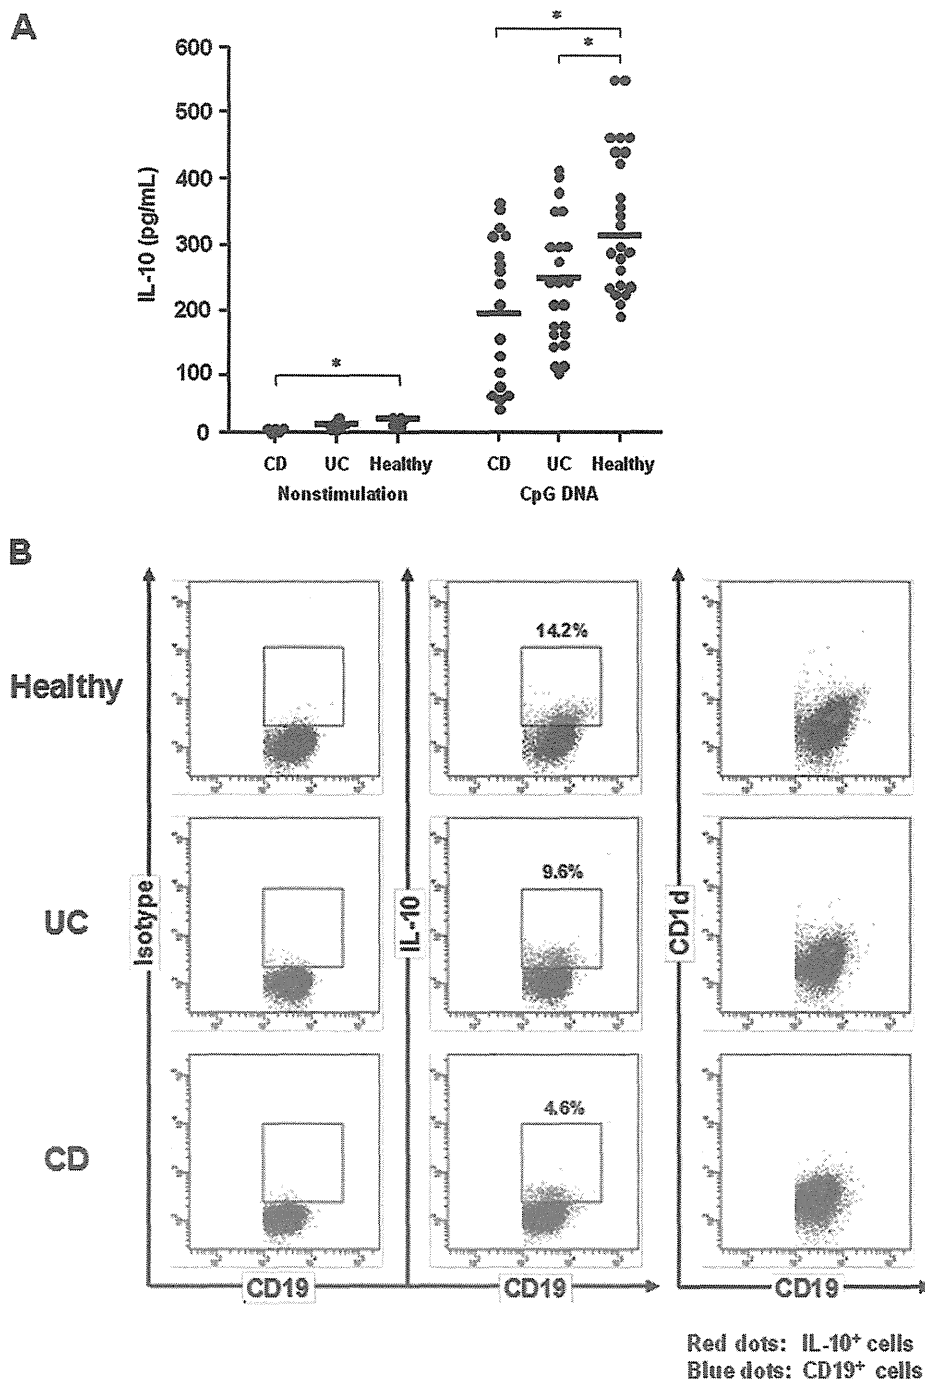 A
*
*
600
500
400
300
200
100
0
IL-10 (pg/mL)
*
CD UC Healthy CD UC Healthy
Nonstimulation CpG DNA
B
Healthy
14.2%
UC
9.6%
Isotype
IL-10
CD1d
CD
4.6%
CD19 CD19 CD19
Red dots: IL-10⁺ cells
Blue dots: CD19⁺ cells